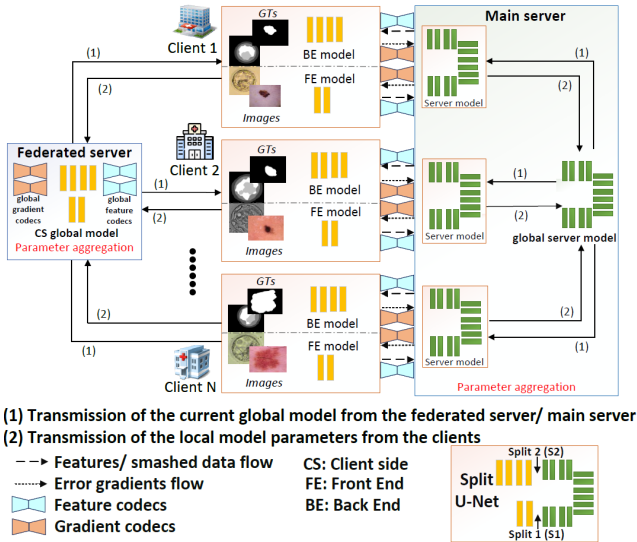 Client 1
GTs
BE model
FE model
Images
(1)
(2)
Main server
Server model
(1)
(2)
Federated server
global
gradient
codecs
global
feature
codecs
CS global model
Parameter aggregation
Client 2
GTs
BE model
FE model
Images
(1)
(2)
Server model
(1)
(2)
global server model
Client N
GTs
BE model
FE model
Images
(2)
(1)
Server model
(2)
(1)
Parameter aggregation
(1) Transmission of the current global model from the federated server/ main server
(2) Transmission of the local model parameters from the clients
Features/ smashed data flow
Error gradients flow
Feature codecs
Gradient codecs
CS: Client side
FE: Front End
BE: Back End
Split 2 (S2)
Split
U-Net
Split 1 (S1)